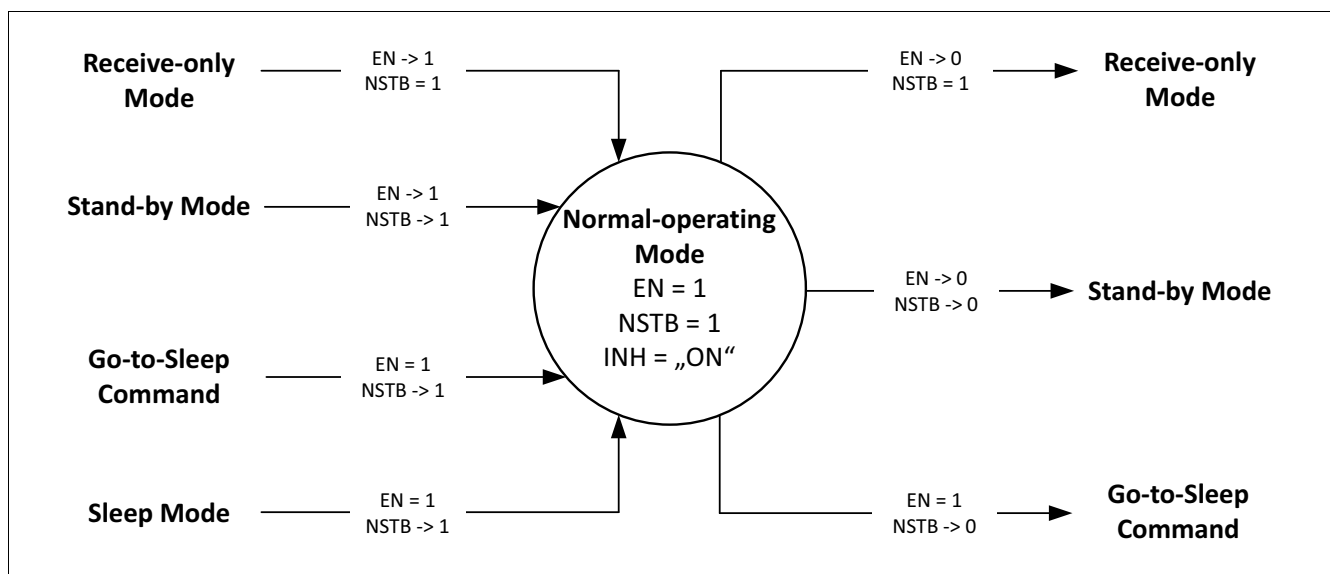 Receive-only
Mode
EN -> 1
NSTB = 1
EN -> 0
NSTB = 1
Receive-only
Mode
Stand-by Mode
EN -> 1
NSTB -> 1
Normal-operating
Mode
EN = 1
NSTB = 1
INH = „ON“
EN -> 0
NSTB -> 0
Stand-by Mode
Go-to-Sleep
Command
EN = 1
NSTB -> 1
Sleep Mode
EN = 1
NSTB -> 1
EN = 1
NSTB -> 0
Go-to-Sleep
Command